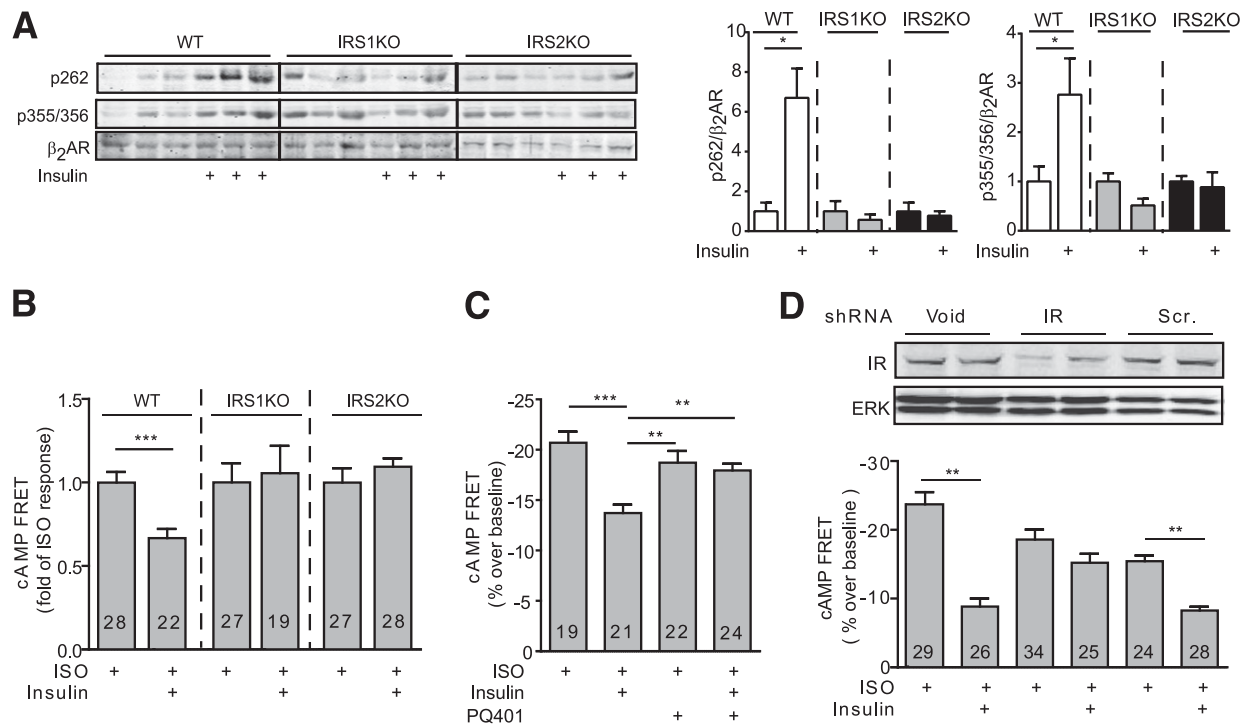 A
WT IRS1KO IRS2KO
p262
p355/356
β2AR
Insulin + + + + + + + + +
WT IRS1KO IRS2KO
*
p262/β2AR
10
8
6
4
2
0
Insulin + + +
WT IRS1KO IRS2KO
*
p355/356/β2AR
4
3
2
1
0
Insulin + + +
B
WT IRS1KO IRS2KO
***
cAMP FRET
(fold of ISO response)
1.5
1.0
0.5
0.0
28 22 27 19 27 28
ISO + + + + + +
Insulin + + +
C
*** **
**
cAMP FRET
(% over baseline)
-25
-20
-15
-10
-5
0
19 21 22 24
ISO + + + +
Insulin + +
PQ401 + +
D
shRNA Void IR Scr.
IR
ERK
** **
cAMP FRET
( % over baseline )
-30
-20
-10
0
29 26 34 25 24 28
ISO + + + + + +
Insulin + + +